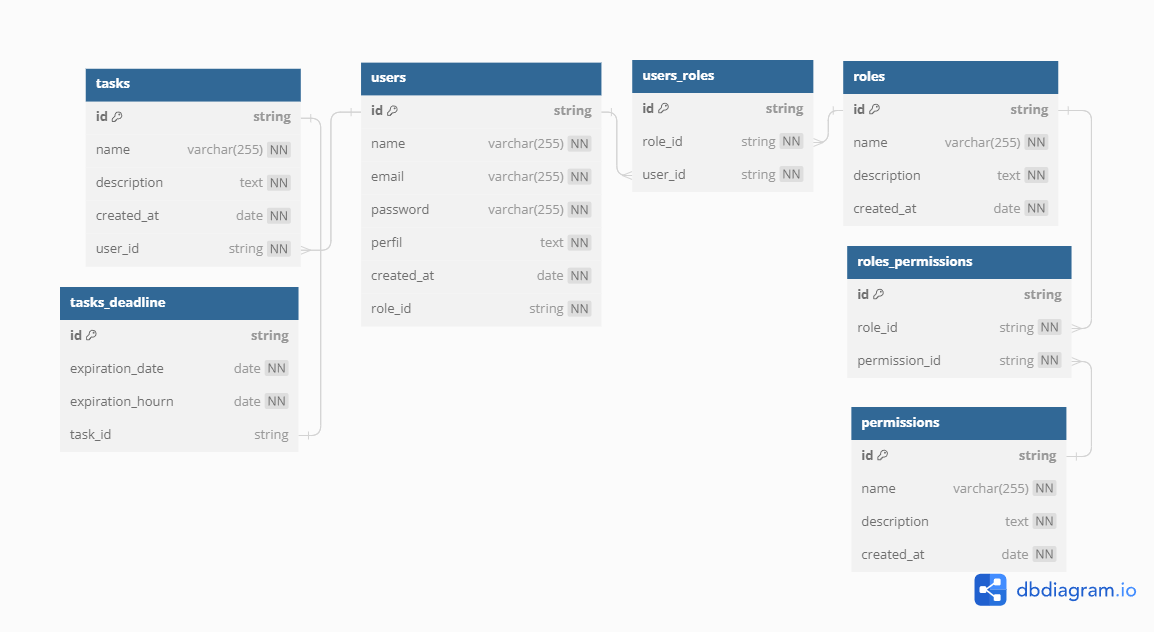 tasks
id string
name varchar(255) NN
description text NN
created_at date NN
user_id string NN
tasks_deadline
id string
expiration_date date NN
expiration_hourn date NN
task_id string
users
id string
name varchar(255) NN
email varchar(255) NN
password varchar(255) NN
perfil text NN
created_at date NN
role_id string NN
users_roles
id string
role_id string NN
user_id string NN
roles
id string
name varchar(255) NN
description text NN
created_at date NN
roles_permissions
id string
role_id string NN
permission_id string NN
permissions
id string
name varchar(255) NN
description text NN
created_at date NN
dbdiagram.io